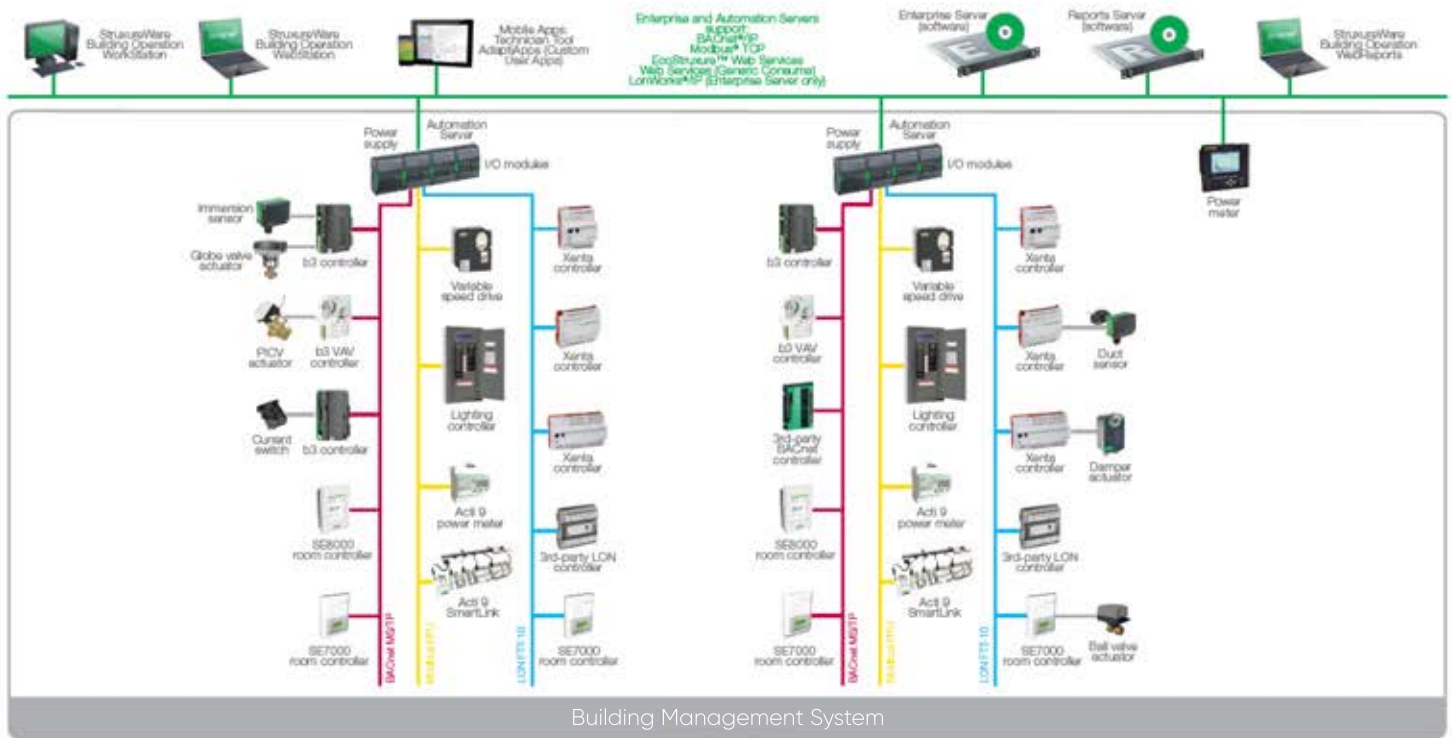 StruxureWare
Building Operation
WorkStation
StruxureWare
Building Operation
WebStation
Mobile Apps:
Technician Tool
AdaptiApps (Custom
User Apps)
Enterprise and Automation Servers
support:
BACnet®/IP
Modbus® TCP
EcoStruxure™ Web Services
Web Services (Generic Consume)
LonWorks®/IP (Enterprise Server only)
Enterprise Server
(software)
Reports Server
(software)
StruxureWare
Building Operation
WebReports
Power
supply
Automation
Server
I/O modules
Immersion
sensor
Globe valve
actuator
b3 controller
PICV
actuator
b3 VAV
controller
Current
switch
b3 controller
SE8000
room controller
SE7000
room controller
Variable
speed drive
Lighting
controller
Acti 9
power meter
Acti 9
SmartLink
Xenta
controller
Xenta
controller
Xenta
controller
3rd-party LON
controller
SE7000
room controller
BACnet MS/TP
Modbus RTU
LON FTT-10
Power
supply
Automation
Server
I/O modules
b3 controller
b3 VAV
controller
3rd-party
BACnet
controller
SE8000
room controller
SE7000
room controller
Variable
speed drive
Lighting
controller
Acti 9
power meter
Acti 9
SmartLink
Xenta
controller
Xenta
controller
Duct
sensor
Xenta
controller
Damper
actuator
3rd-party LON
controller
SE7000
room controller
Ball valve
actuator
BACnet MS/TP
Modbus RTU
LON FTT-10
Power
meter
Building Management System